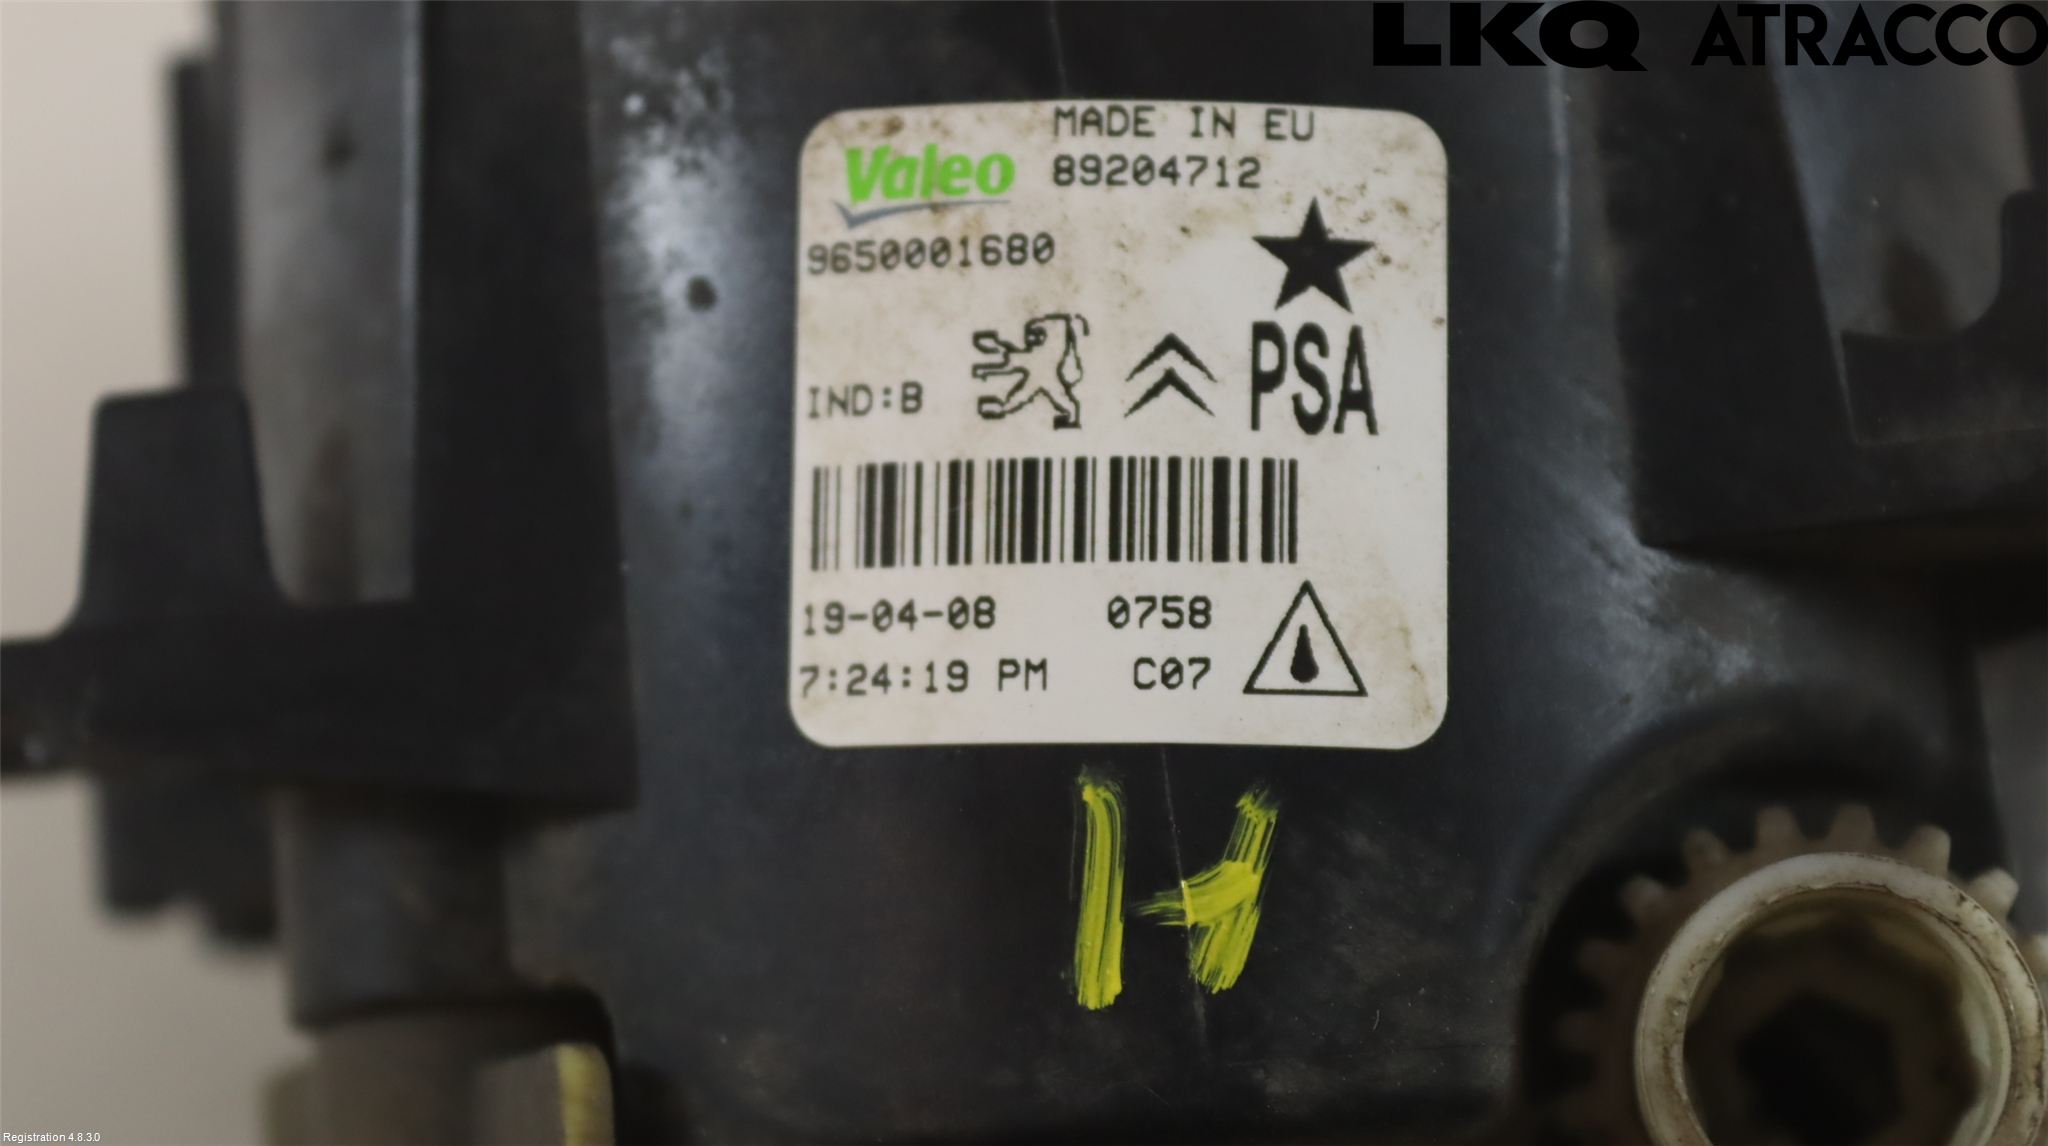 LKQ ATRACCO
MADE IN EU
Valeo 89204712
9650001680
IND:B PSA
19-04-08 0758
7:24:19 PM C07
H
Registration 4.8.3.0